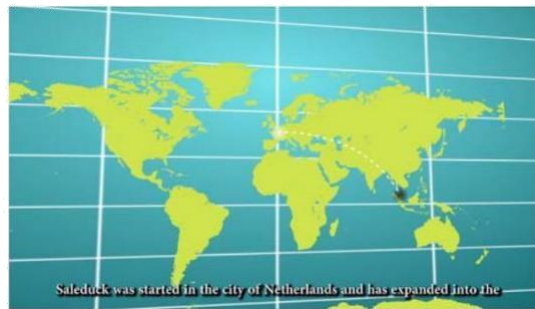 Saleduck was started in the city of Netherlands and has expanded into the